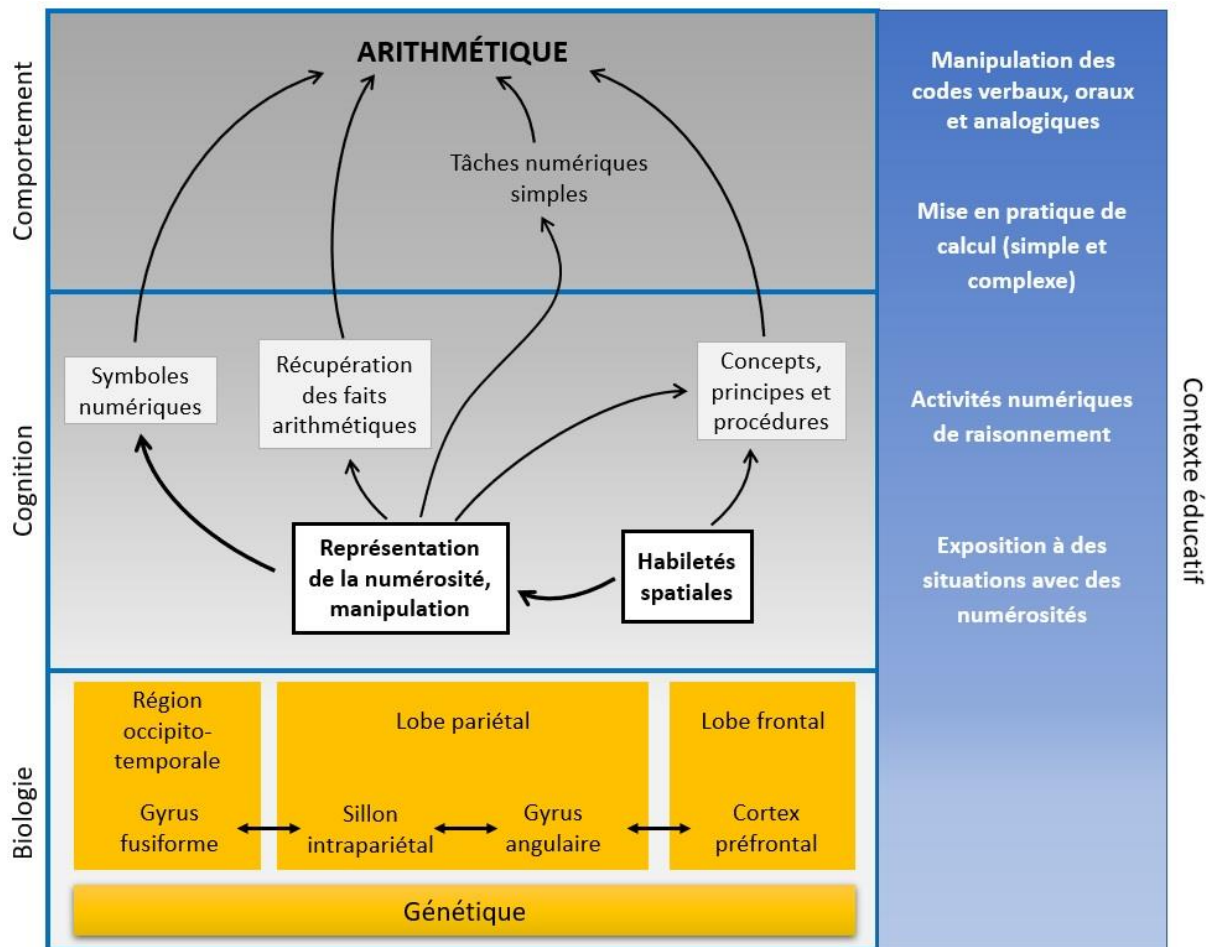 Comportement
ARITHMÉTIQUE
Tâches numériques
simples
Cognition
Symboles
numériques
Récupération
des faits
arithmétiques
Concepts,
principes et
procédures
Représentation
de la numérosité,
manipulation
Habiletés
spatiales
Biologie
Région
occipito-
temporale
Lobe pariétal
Lobe frontal
Gyrus
fusiforme
Sillon
intrapariétal
Gyrus
angulaire
Cortex
préfrontal
Génétique
Manipulation des
codes verbaux, oraux
et analogiques
Mise en pratique de
calcul (simple et
complexe)
Activités numériques
de raisonnement
Exposition à des
situations avec des
numérosités
Contexte éducatif